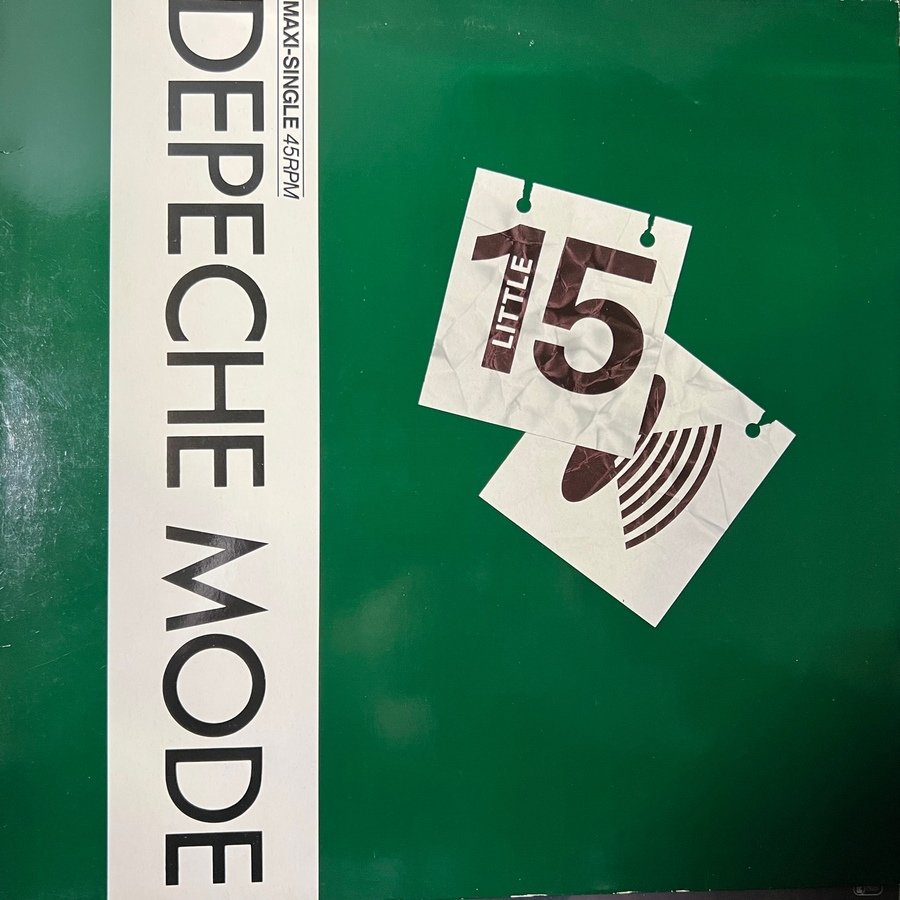 DEPECHE MODE
MAXI-SINGLE 45RPM
LITTLE
15